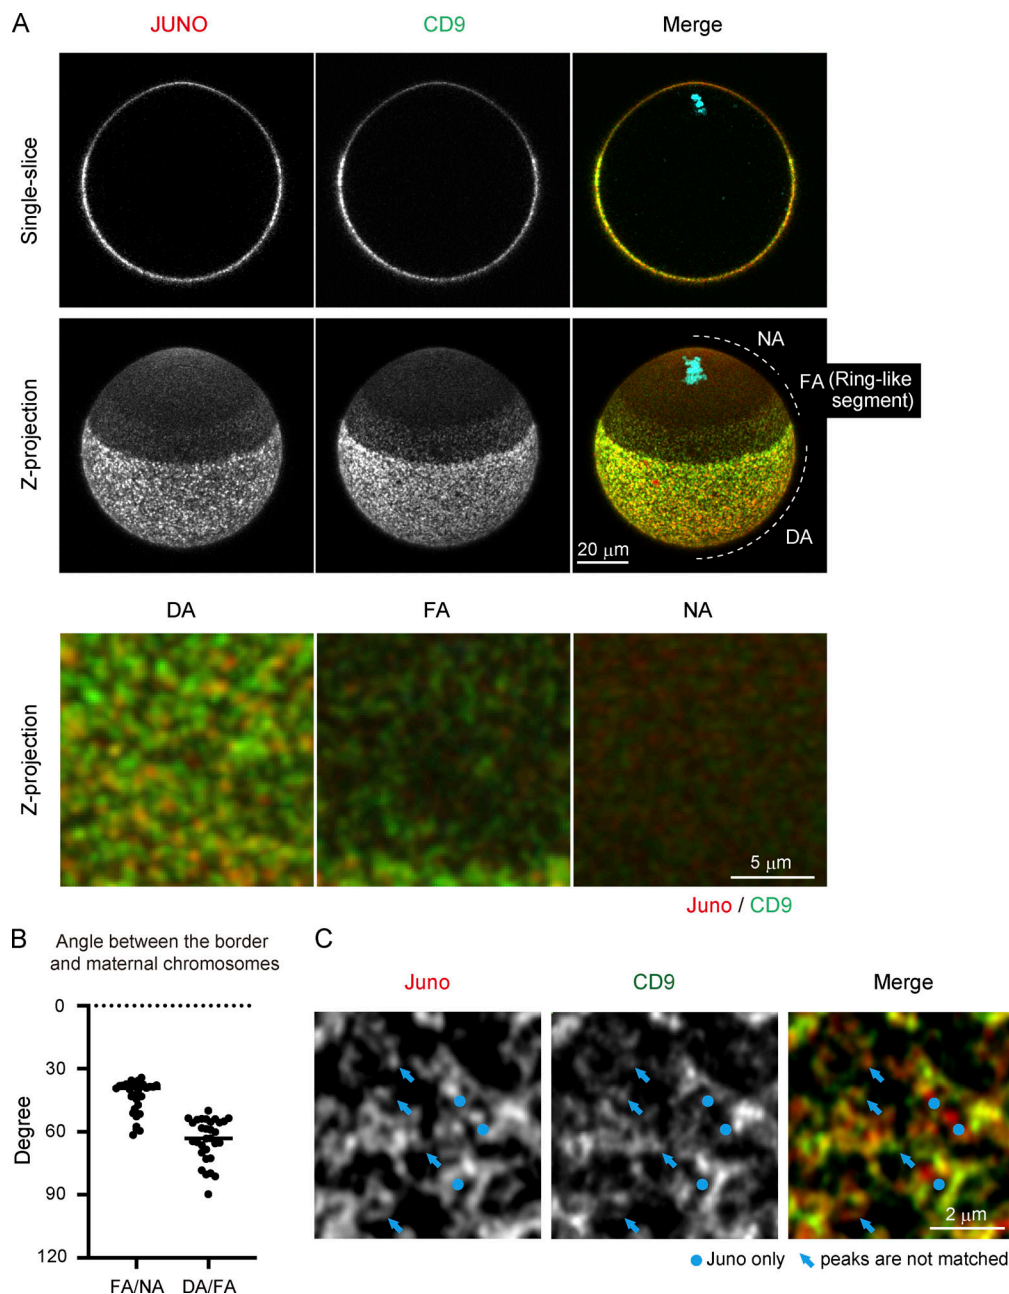 A
JUNO
CD9
Merge
Single-slice
Z-projection
NA
FA (Ring-like
segment)
DA
20 μm
DA
FA
NA
Z-projection
5 μm
Juno / CD9
B
Angle between the border
and maternal chromosomes
0
30
60
90
120
Degree
FA/NA
DA/FA
C
Juno
CD9
Merge
2 μm
Juno only
peaks are not matched